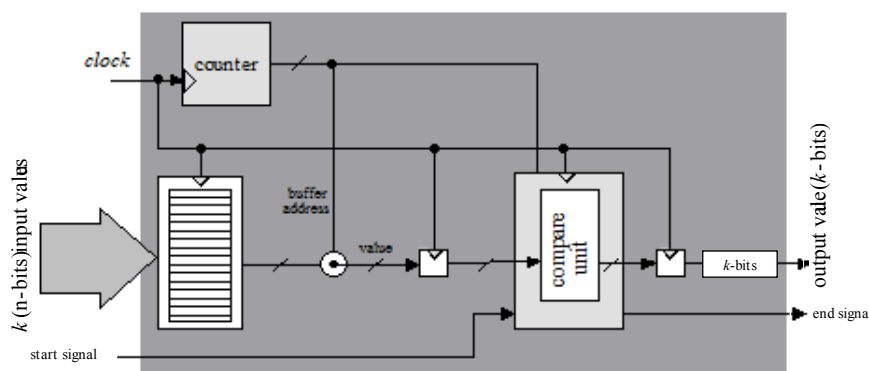 clock
counter
k (n-bits)input values
buffer
address
value
compare
unit
k-bits
output vale(k-bits)
end signa
start signal